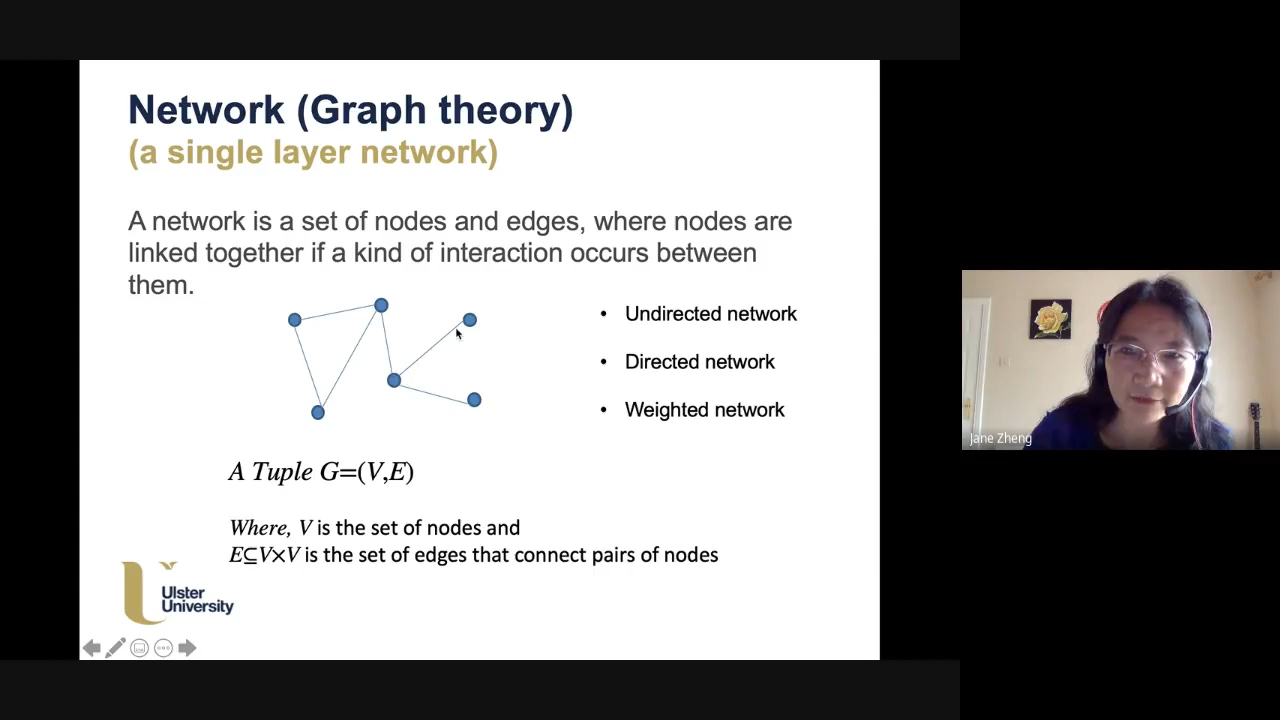 Network (Graph theory)
(a single layer network)
A network is a set of nodes and edges, where nodes are
linked together if a kind of interaction occurs between
them.
• Undirected network
• Directed network
• Weighted network
A Tuple G=(V,E)
Where, V is the set of nodes and
E⊆V×V is the set of edges that connect pairs of nodes
Ulster
University
Jane Zheng